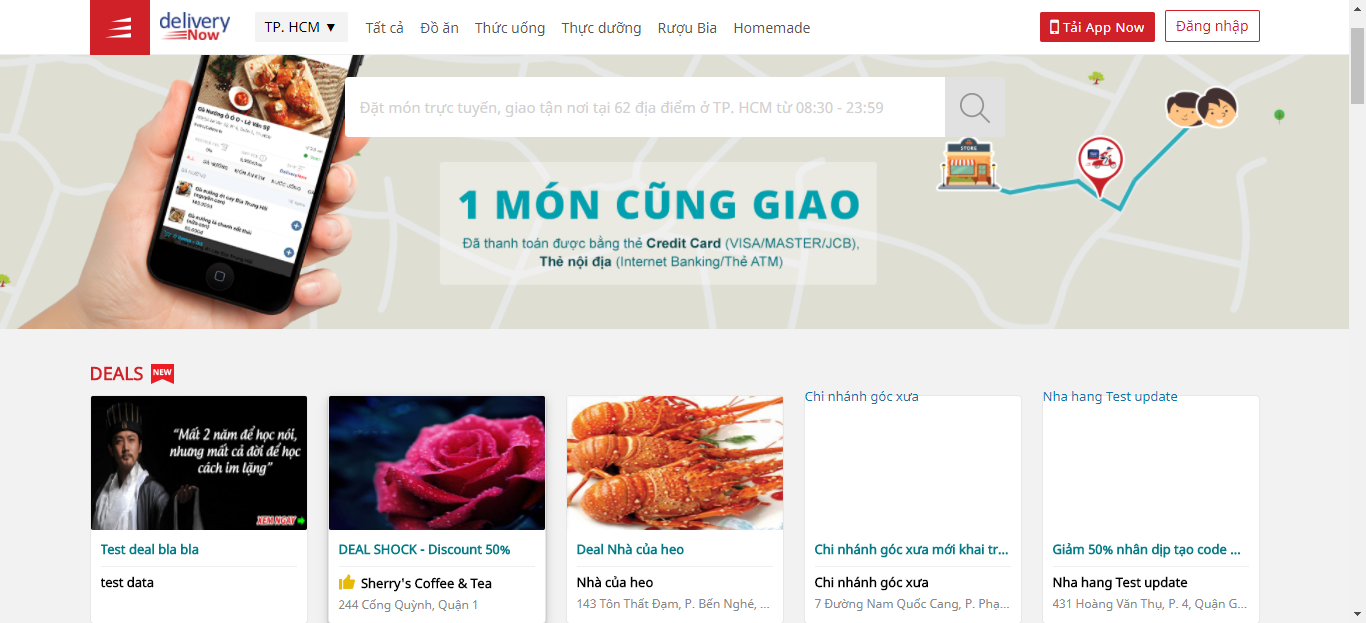 delivery
Now
TP. HCM ▼
Tất cả
Đồ ăn
Thức uống
Thực dưỡng
Rượu Bia
Homemade
Tải App Now
Đăng nhập
Đặt món trực tuyến, giao tận nơi tại 62 địa điểm ở TP. HCM từ 08:30 - 23:59
STORE
1 MÓN CŨNG GIAO
Đã thanh toán được bằng thẻ Credit Card (VISA/MASTER/JCB),
Thẻ nội địa (Internet Banking/Thẻ ATM)
DEALS NEW
"Mất 2 năm để học nói,
nhưng mất cả đời để học
cách im lặng"
XEM NGAY
Test deal bla bla
test data
DEAL SHOCK - Discount 50%
Sherry's Coffee & Tea
244 Cống Quỳnh, Quận 1
Deal Nhà của heo
Nhà của heo
143 Tôn Thất Đạm, P. Bến Nghé, ...
Chi nhánh góc xưa
Chi nhánh góc xưa mới khai tr...
Chi nhánh góc xưa
7 Đường Nam Quốc Cang, P. Phạ...
Nha hang Test update
Giảm 50% nhân dịp tạo code ...
Nha hang Test update
431 Hoàng Văn Thụ, P. 4, Quận G...